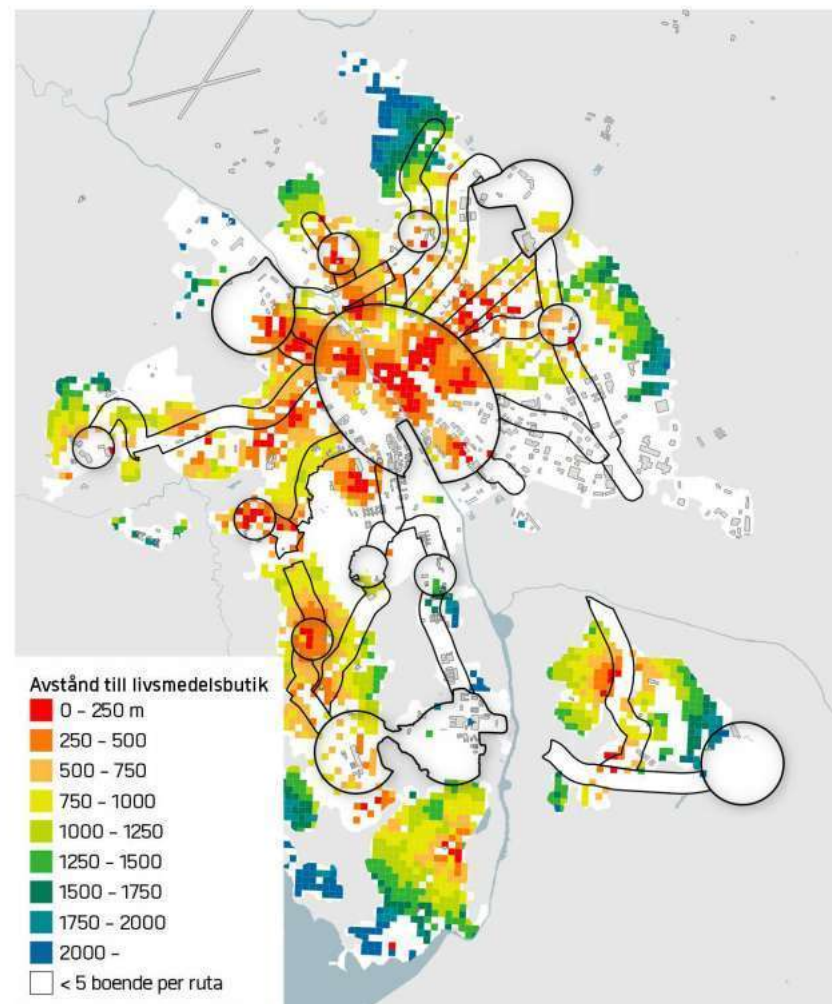 Avstånd till livsmedelsbutik
0 – 250 m
250 – 500
500 – 750
750 – 1000
1000 – 1250
1250 – 1500
1500 – 1750
1750 – 2000
2000 –
< 5 boende per ruta